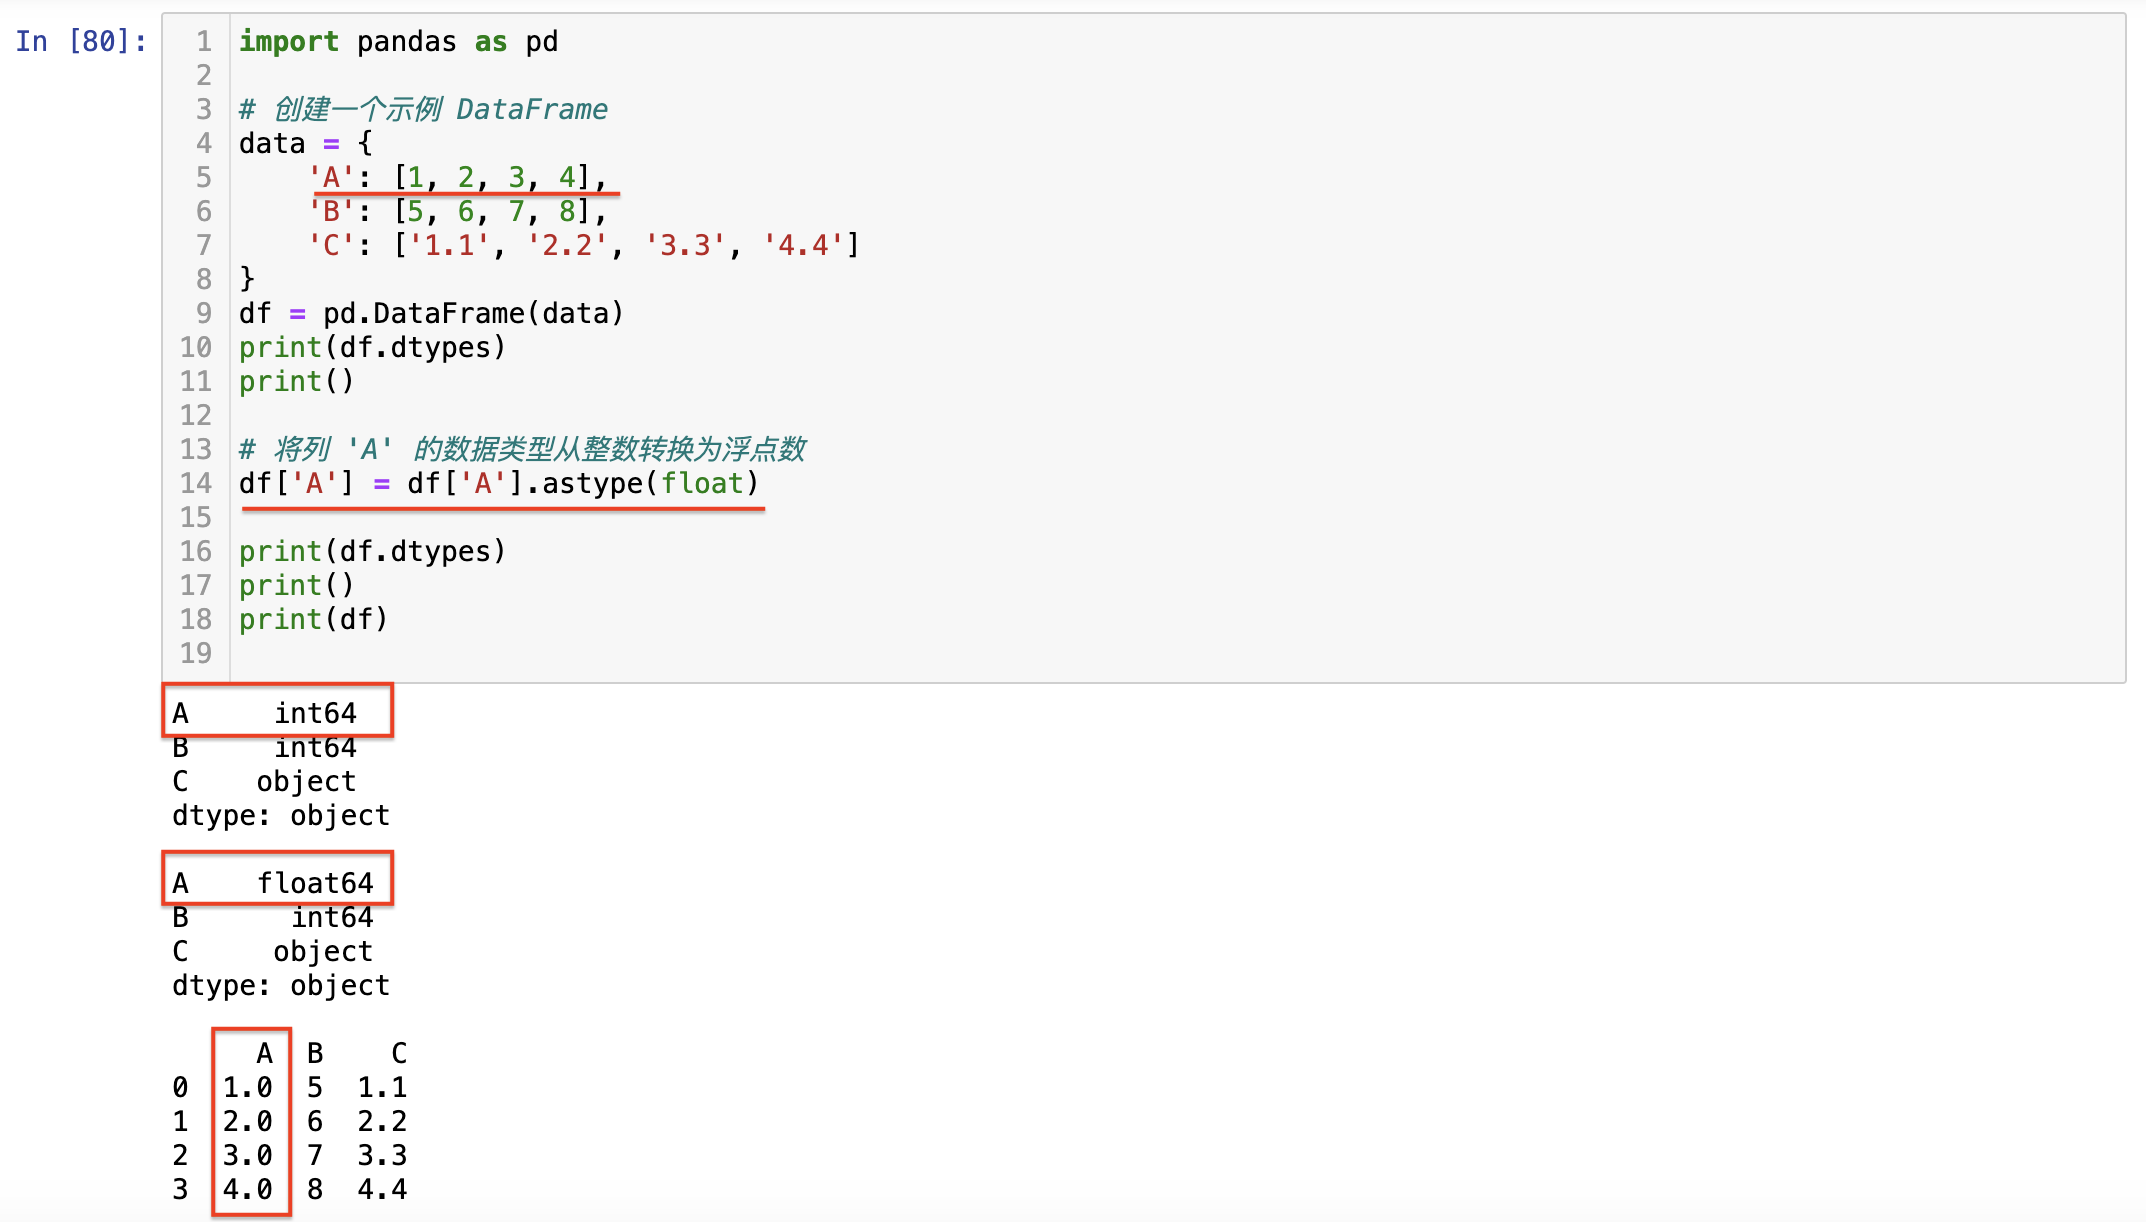 In [80]:
1 import pandas as pd
2
3 # 创建一个示例 DataFrame
4 data = {
5     'A': [1, 2, 3, 4],
6     'B': [5, 6, 7, 8],
7     'C': ['1.1', '2.2', '3.3', '4.4']
8 }
9 df = pd.DataFrame(data)
10 print(df.dtypes)
11 print()
12
13 # 将列 'A' 的数据类型从整数转换为浮点数
14 df['A'] = df['A'].astype(float)
15
16 print(df.dtypes)
17 print()
18 print(df)
19
A     int64
B     int64
C    object
dtype: object
A    float64
B      int64
C     object
dtype: object
     A  B    C
0  1.0  5  1.1
1  2.0  6  2.2
2  3.0  7  3.3
3  4.0  8  4.4